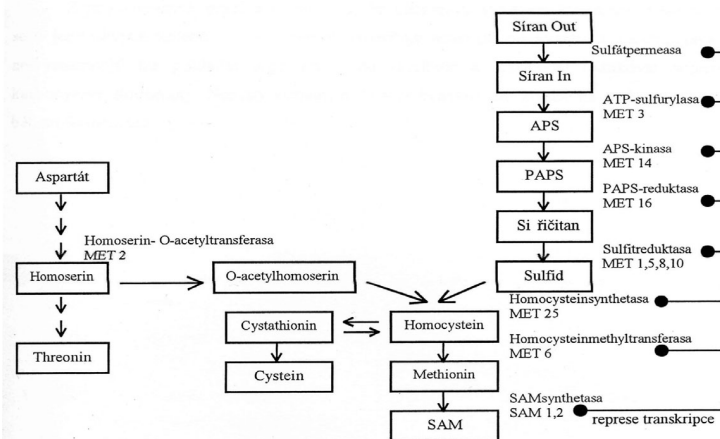 Síran Out
Sulfátpermeasa
Síran In
ATP-sulfurylasa
MET 3
APS
APS-kinasa
MET 14
PAPS
PAPS-reduktasa
MET 16
Si řičitan
Sulfitreduktasa
MET 1,5,8,10
Sulfid
Aspartát
Homoserin- O-acetyltransferasa
MET 2
Homoserin
O-acetylhomoserin
Threonin
Homocysteinsynthetasa
MET 25
Cystathionin
Homocystein
Homocysteinmethyltransferasa
MET 6
Cystein
Methionin
SAMsynthetasa
SAM 1,2
SAM
represe transkripce